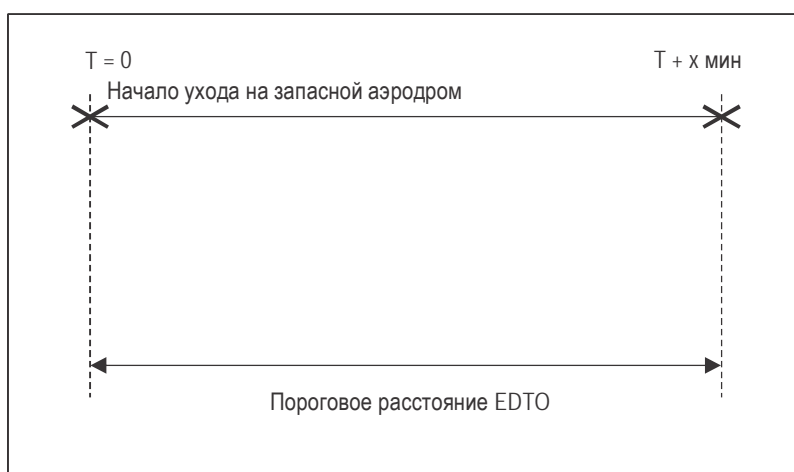 T = 0
T + x мин
Начало ухода на запасной аэродром
Пороговое расстояние EDTO